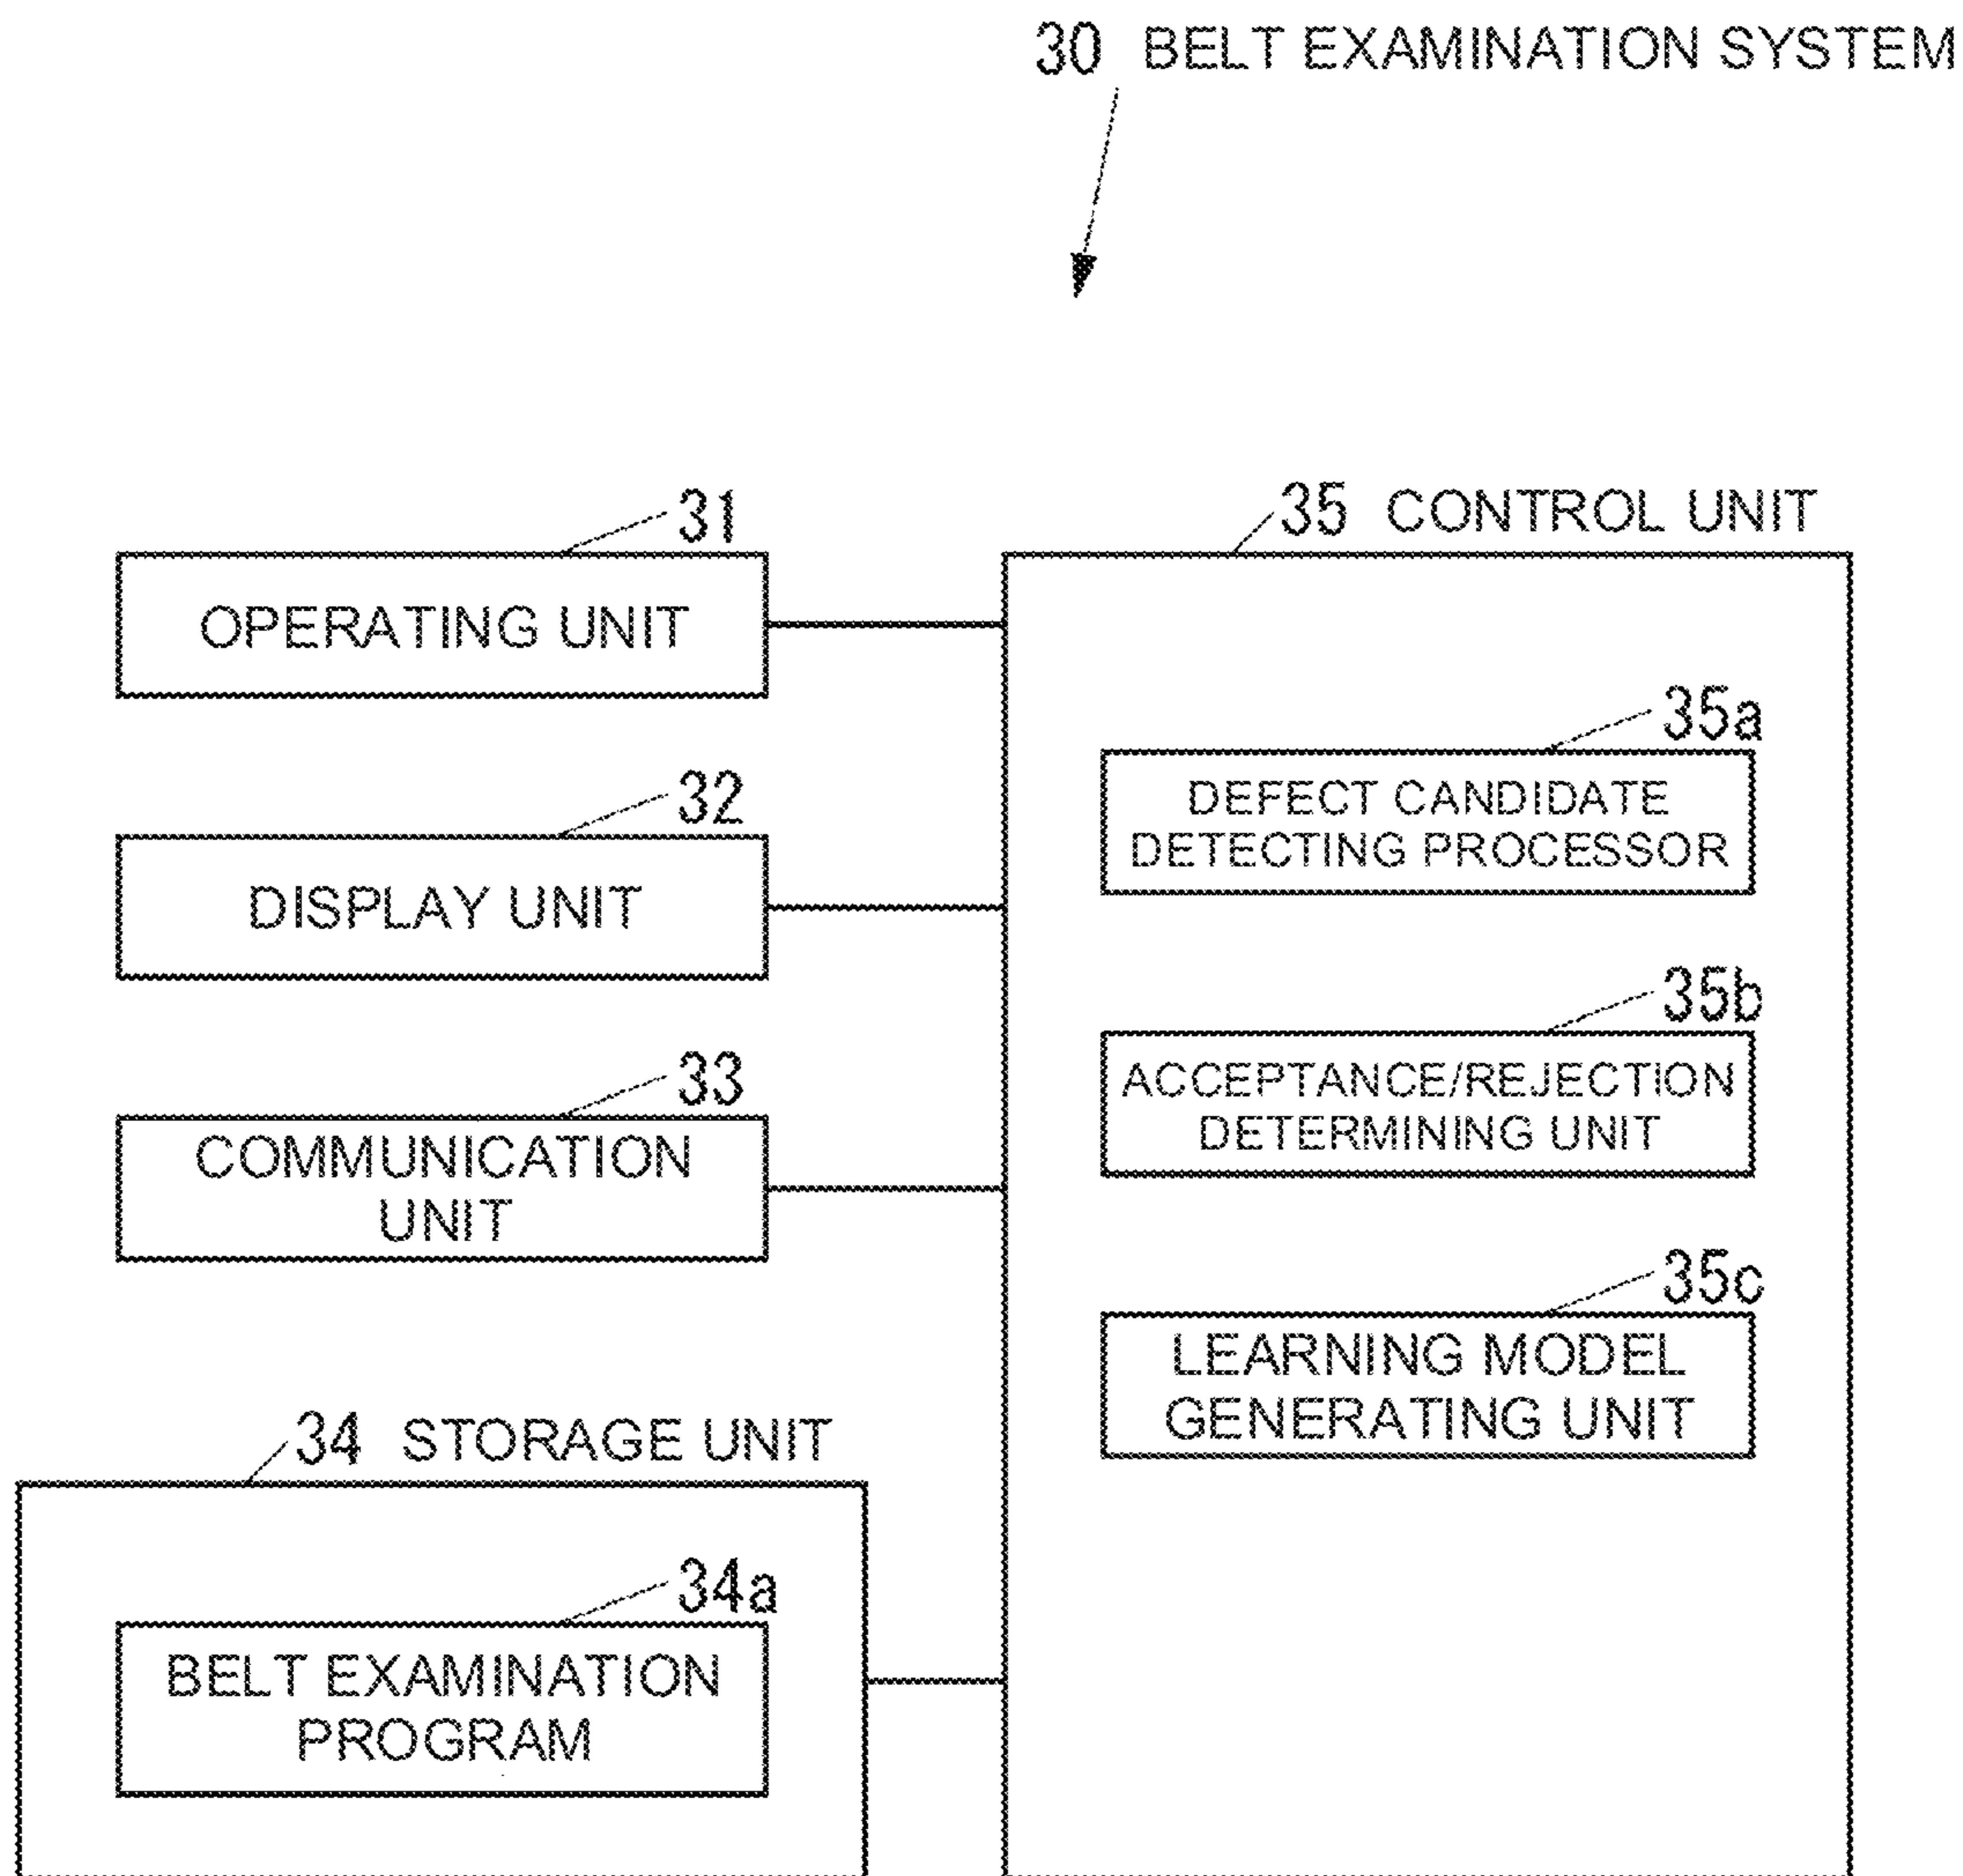 30 BELT EXAMINATION SYSTEM
31
OPERATING UNIT
32
DISPLAY UNIT
33
COMMUNICATION
UNIT
34 STORAGE UNIT
34a
BELT EXAMINATION
PROGRAM
35 CONTROL UNIT
35a
DEFECT CANDIDATE
DETECTING PROCESSOR
35b
ACCEPTANCE/REJECTION
DETERMINING UNIT
35c
LEARNING MODEL
GENERATING UNIT